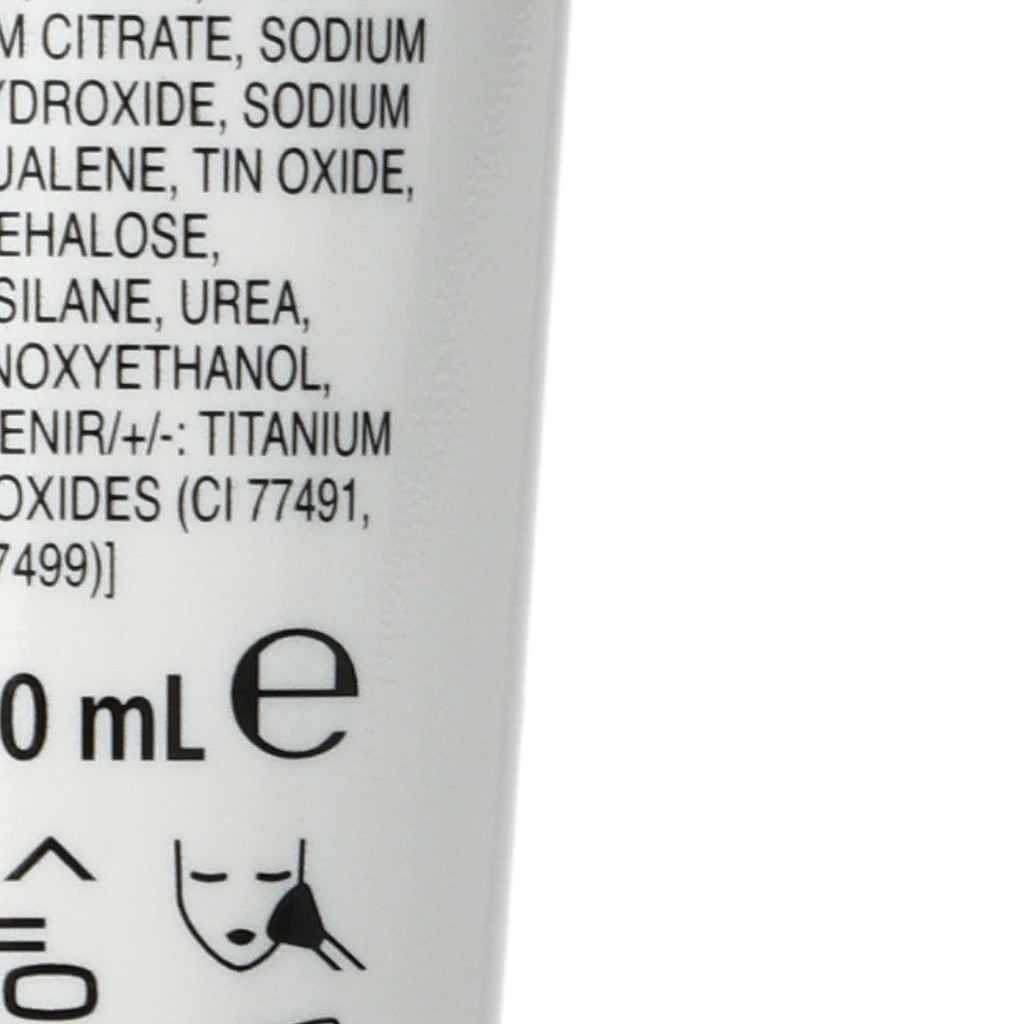 M CITRATE, SODIUM
YDROXIDE, SODIUM
UALENE, TIN OXIDE,
EHALOSE,
SILANE, UREA,
NOXYETHANOL,
ENIR/+/-: TITANIUM
OXIDES (CI 77491,
7499)]
0 mL e